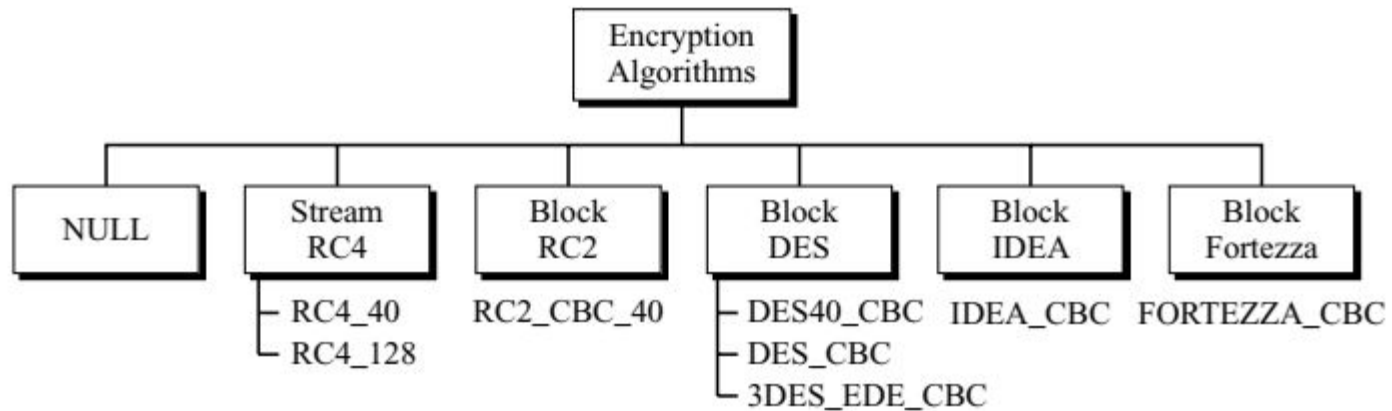 Encryption
Algorithms
NULL
Stream
RC4
Block
RC2
Block
DES
Block
IDEA
Block
Fortezza
RC4_40
RC4_128
RC2_CBC_40
DES40_CBC
DES_CBC
3DES_EDE_CBC
IDEA_CBC
FORTEZZA_CBC